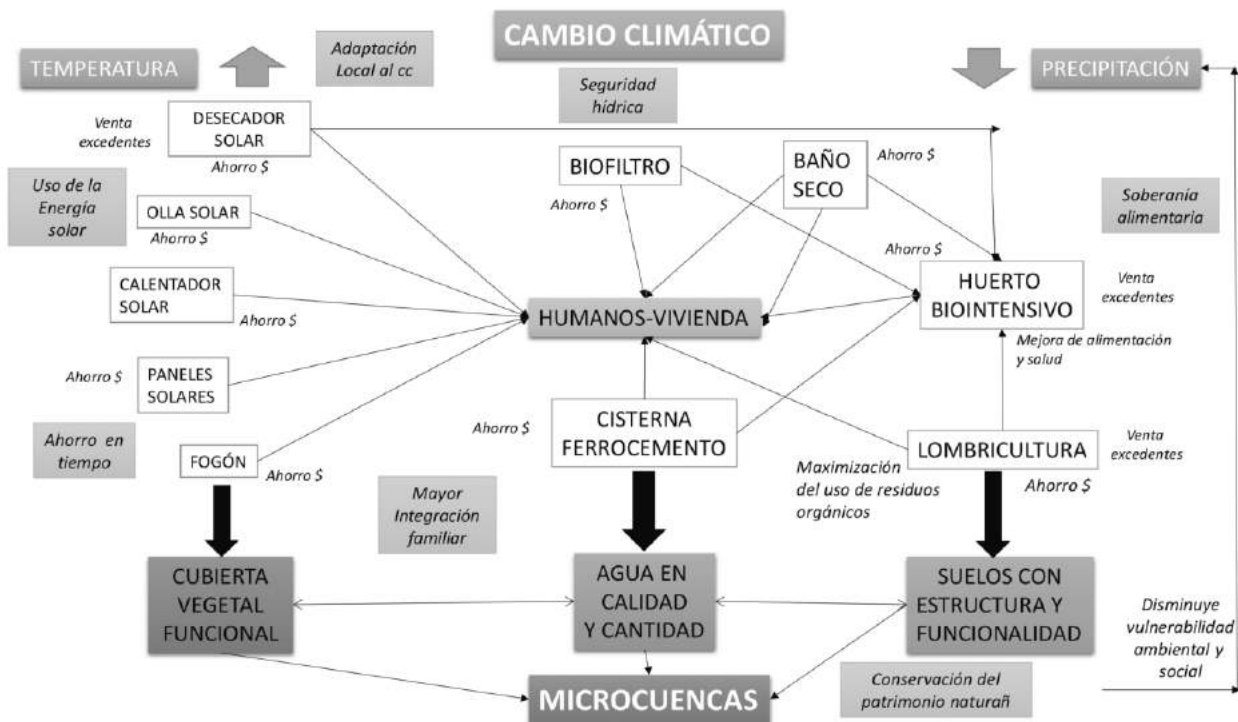 CAMBIO CLIMÁTICO
TEMPERATURA
Adaptación
Local al cc
PRECIPITACIÓN
Seguridad
hídrica
Venta
excedentes
DESECADOR
SOLAR
Ahorro $
BIOFILTRO
Ahorro $
BAÑO
SECO
Ahorro $
Uso de la
Energía
solar
OLLA SOLAR
Ahorro $
Soberanía
alimentaria
Ahorro $
HUERTO
BIOINTENSIVO
Venta
excedentes
CALENTADOR
SOLAR
Ahorro $
HUMANOS-VIVIENDA
Mejora de alimentación
y salud
Ahorro $
PANELES
SOLARES
Ahorro $
CISTERNA
FERROCEMENTO
LOMBRICULTURA
Venta
excedentes
Ahorro $
Ahorro en
tiempo
FOGÓN
Ahorro $
Maximización
del uso de residuos
orgánicos
Mayor
Integración
familiar
CUBIERTA
VEGETAL
FUNCIONAL
AGUA EN
CALIDAD
Y CANTIDAD
SUELOS CON
ESTRUCTURA Y
FUNCIONALIDAD
Disminuye
vulnerabilidad
ambiental y
social
MICROCUENCAS
Conservación del
patrimonio naturañ